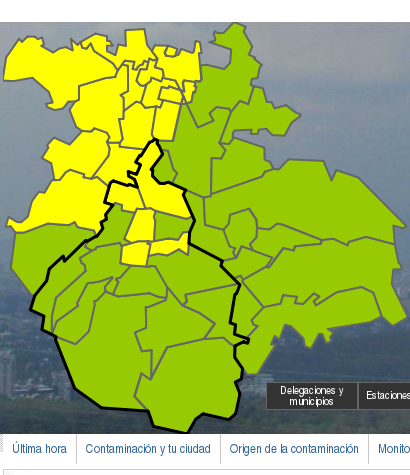 Delegaciones y
municipios
Estaciones
Última hora
Contaminación y tu ciudad
Origen de la contaminación
Monito